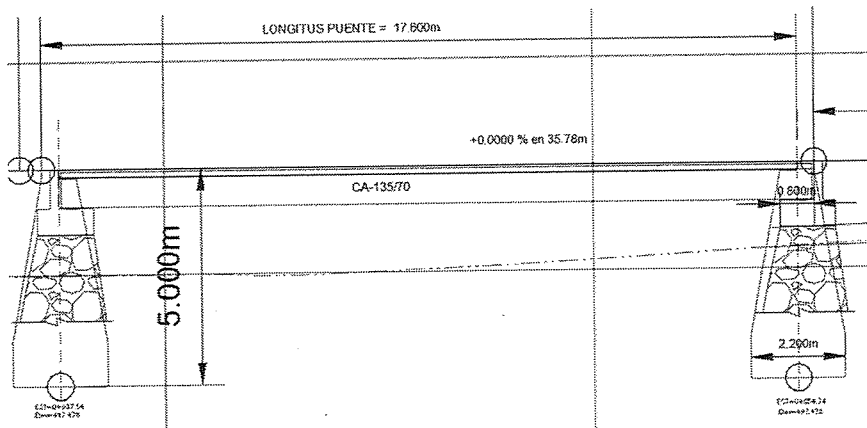 LONGITUS PUENTE = 17.600m
+0.0000 % en 35.78m
CA-135/70
0.800m
5.000m
2.200m